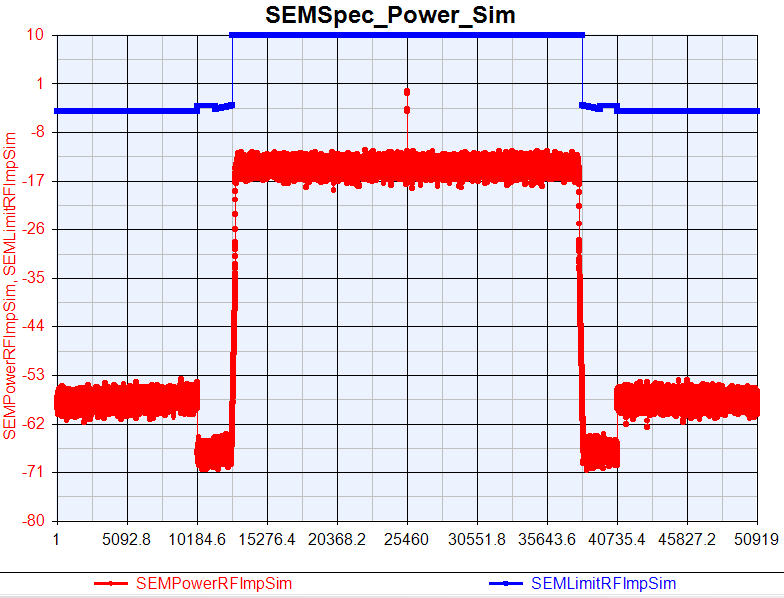 SEMSpec_Power_Sim
10
1
-8
-17
-26
-35
-44
-53
-62
-71
-80
SEMPowerRFImpSim, SEMLimitRFImpSim
1 5092.8 10184.6 15276.4 20368.2 25460 30551.8 35643.6 40735.4 45827.2 50919
SEMPowerRFImpSim SEMLimitRFImpSim